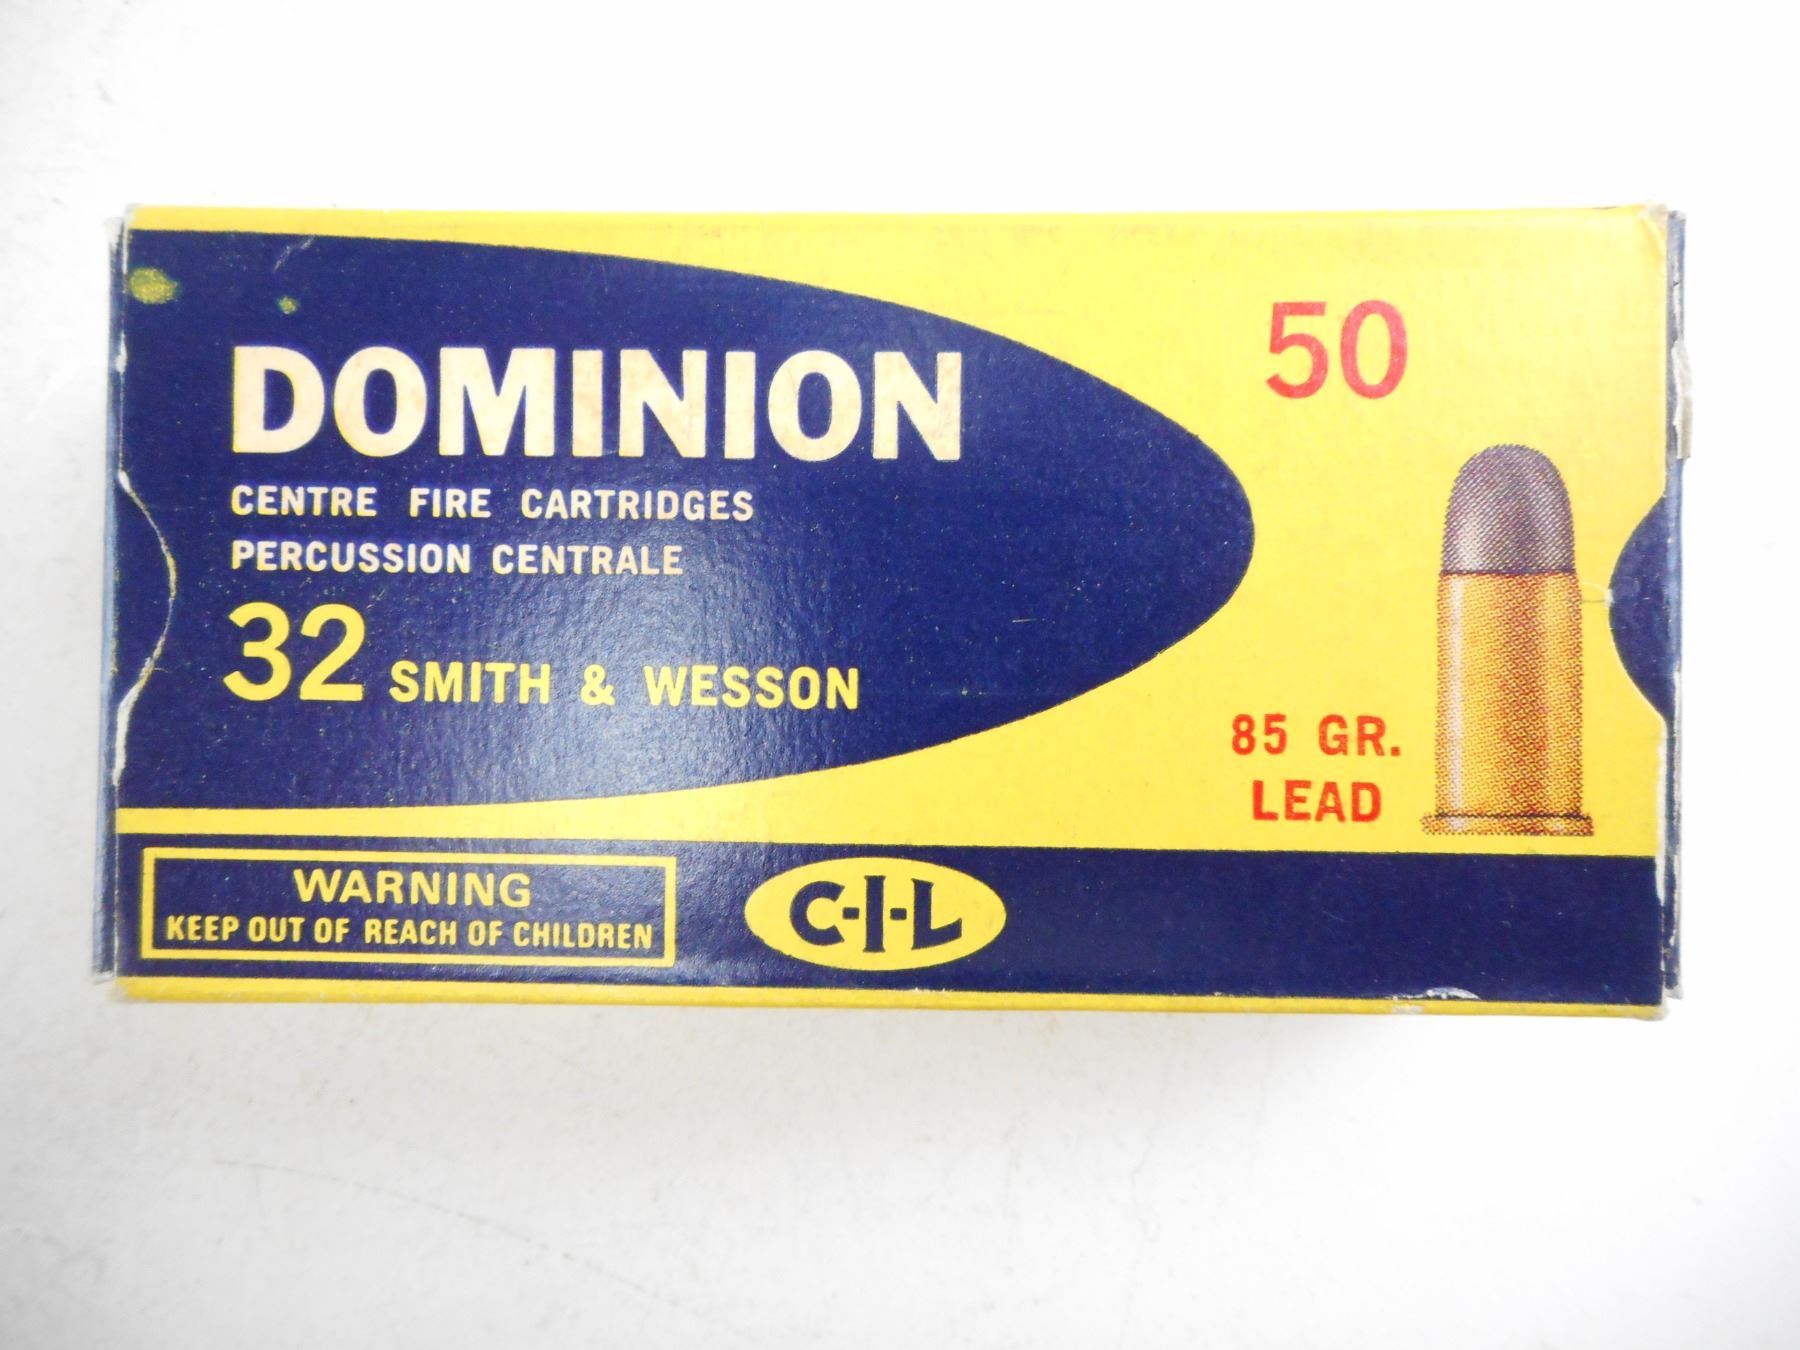 DOMINION
CENTRE FIRE CARTRIDGES
PERCUSSION CENTRALE
32 SMITH & WESSON
50
85 GR.
LEAD
WARNING
KEEP OUT OF REACH OF CHILDREN
C-I-L